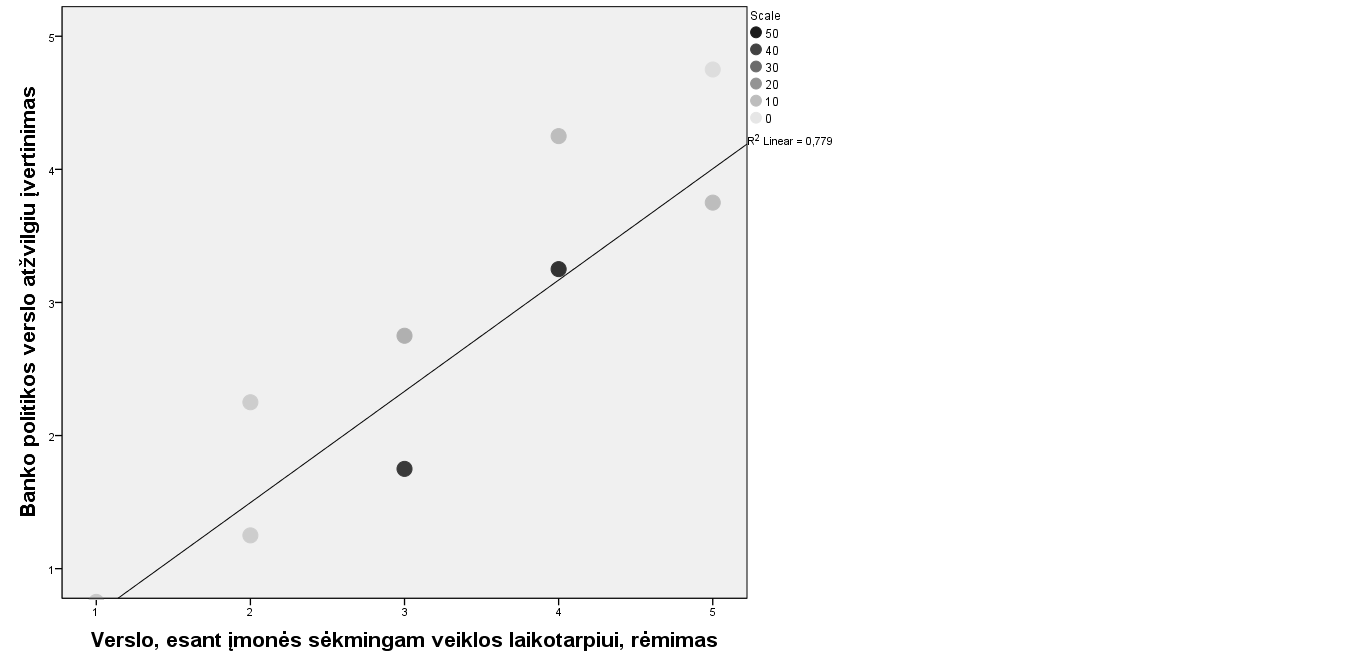 Scale
50
40
30
20
10
0
R² Linear = 0,779
Banko politikos verslo atžvilgiu įvertinimas
5
4
3
2
1
1 2 3 4 5
Verslo, esant įmonės sėkmingam veiklos laikotarpiui, rėmimas